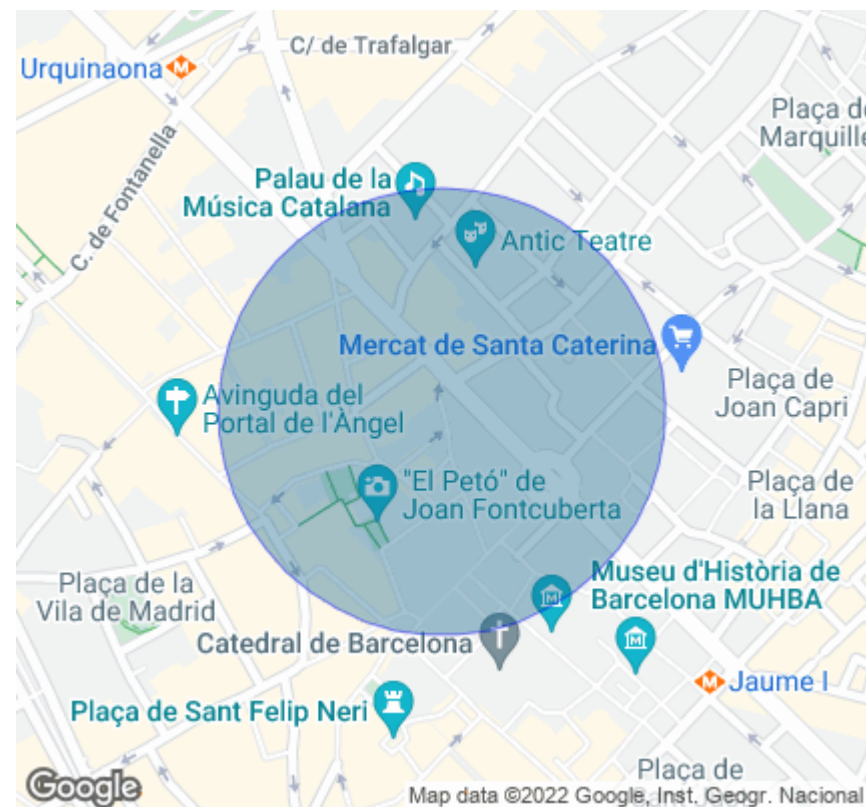 C/ de Trafalgar
Urquinaona
Plaça de
Marquille
C. de Fontanella
Palau de la
Música Catalana
Antic Teatre
Mercat de Santa Caterina
Plaça de
Joan Capri
Avinguda del
Portal de l'Àngel
"El Petó" de
Joan Fontcuberta
Plaça de
la Llana
Plaça de la
Vila de Madrid
Museu d'Història de
Barcelona MUHBA
Catedral de Barcelona
Jaume I
Plaça de Sant Felip Neri
Plaça de
Google
Map data ©2022 Google, Inst. Geogr. Nacional